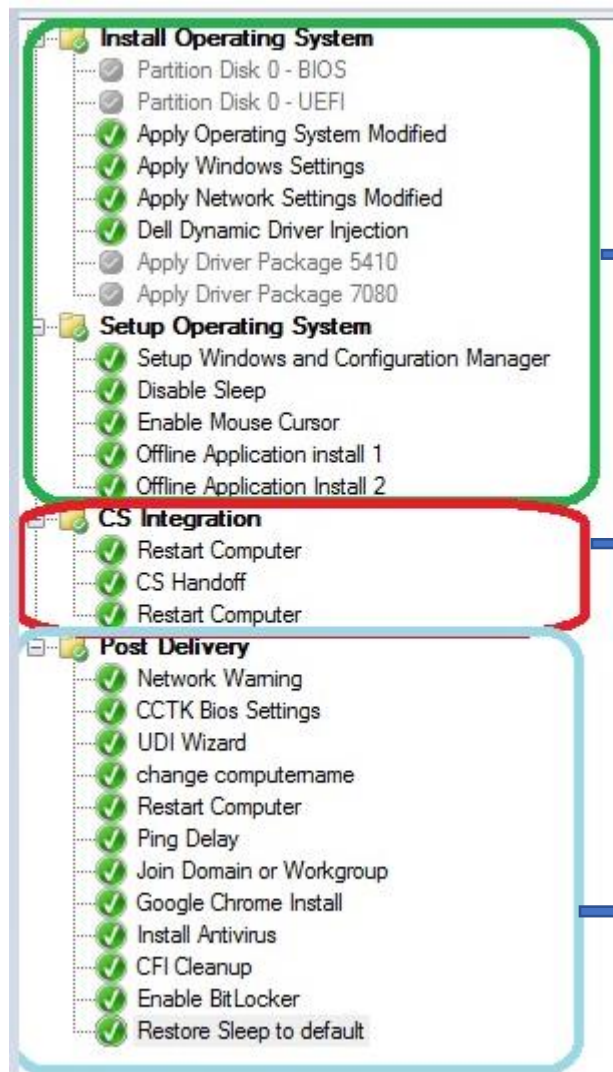 Install Operating System
Partition Disk 0 - BIOS
Partition Disk 0 - UEFI
Apply Operating System Modified
Apply Windows Settings
Apply Network Settings Modified
Dell Dynamic Driver Injection
Apply Driver Package 5410
Apply Driver Package 7080
Setup Operating System
Setup Windows and Configuration Manager
Disable Sleep
Enable Mouse Cursor
Offline Application install 1
Offline Application Install 2
CS Integration
Restart Computer
CS Handoff
Restart Computer
Post Delivery
Network Warning
CCTK Bios Settings
UDI Wizard
change computername
Restart Computer
Ping Delay
Join Domain or Workgroup
Google Chrome Install
Install Antivirus
CFI Cleanup
Enable BitLocker
Restore Sleep to default